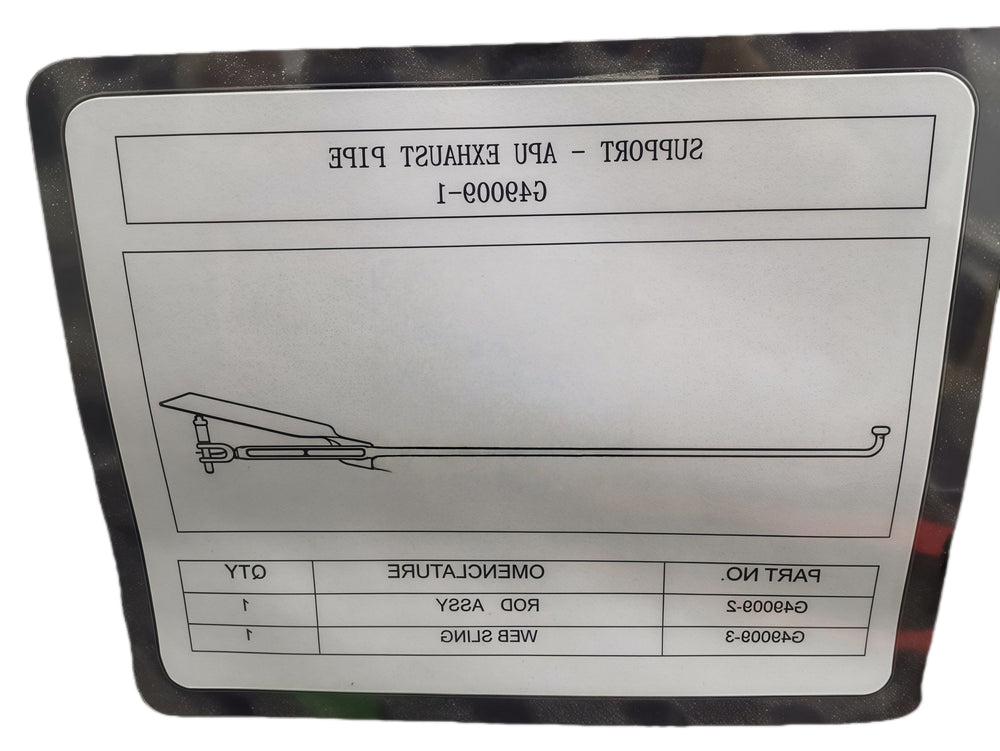 SUPPORT - APU EXHAUST PIPE
G49009-1
PART NO. OMENCLATURE QTY
G49009-2 ROD ASSY 1
G49009-3 WEB SLING 1